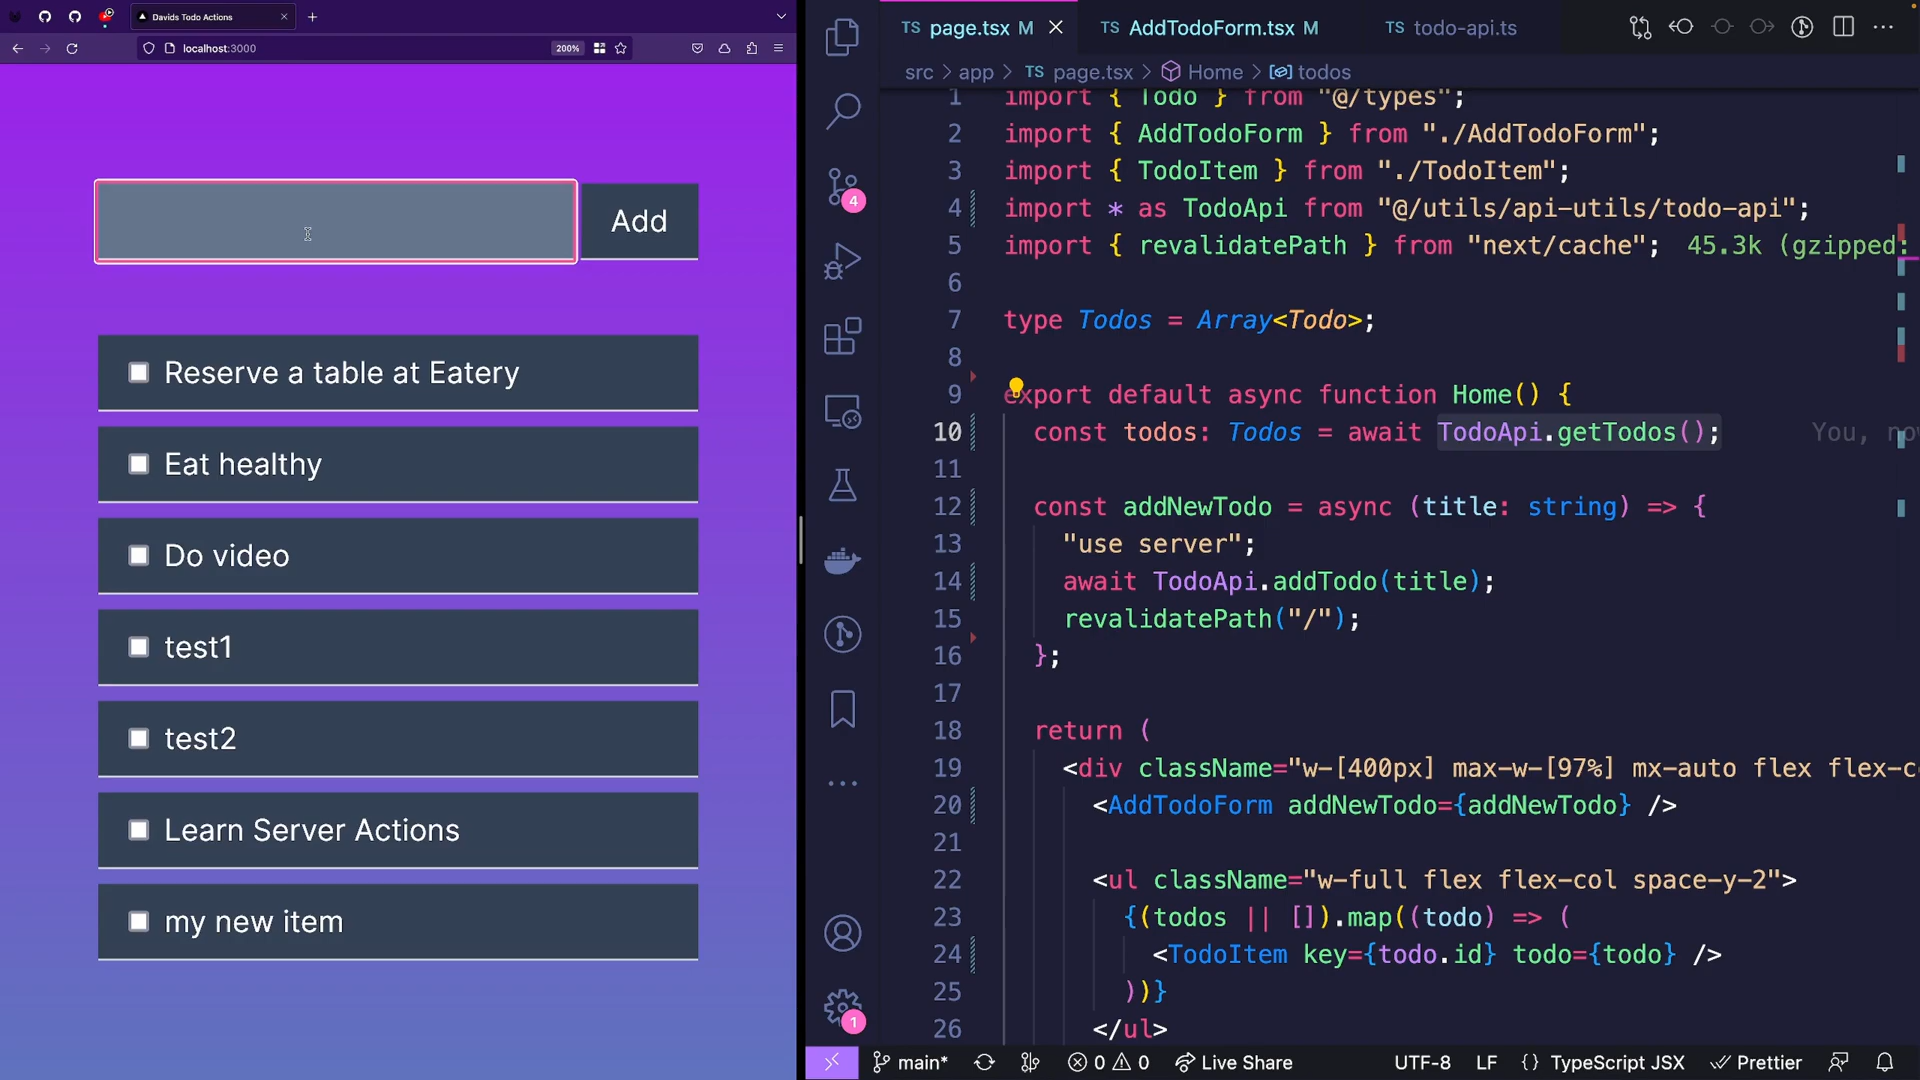 Davids Todo Actions
localhost:3000
200%
Add
Reserve a table at Eatery
Eat healthy
Do video
test1
test2
Learn Server Actions
my new item
TS page.tsx M
TS AddTodoForm.tsx M
TS todo-api.ts
src > app > TS page.tsx > Home > todos
1 import { Todo } from "@/types";
2 import { AddTodoForm } from "./AddTodoForm";
3 import { TodoItem } from "./TodoItem";
4 import * as TodoApi from "@/utils/api-utils/todo-api";
5 import { revalidatePath } from "next/cache"; 45.3k (gzipped:
6
7 type Todos = Array<Todo>;
8
9 export default async function Home() {
10 const todos: Todos = await TodoApi.getTodos(); You, now
11
12 const addNewTodo = async (title: string) => {
13 "use server";
14 await TodoApi.addTodo(title);
15 revalidatePath("/");
16 };
17
18 return (
19 <div className="w-[400px] max-w-[97%] mx-auto flex flex-c
20 <AddTodoForm addNewTodo={addNewTodo} />
21
22 <ul className="w-full flex flex-col space-y-2">
23 {(todos || []).map((todo) => (
24 <TodoItem key={todo.id} todo={todo} />
25 ))}
26 </ul>
4
1
main*
0
0
Live Share
UTF-8
LF
{} TypeScript JSX
Prettier